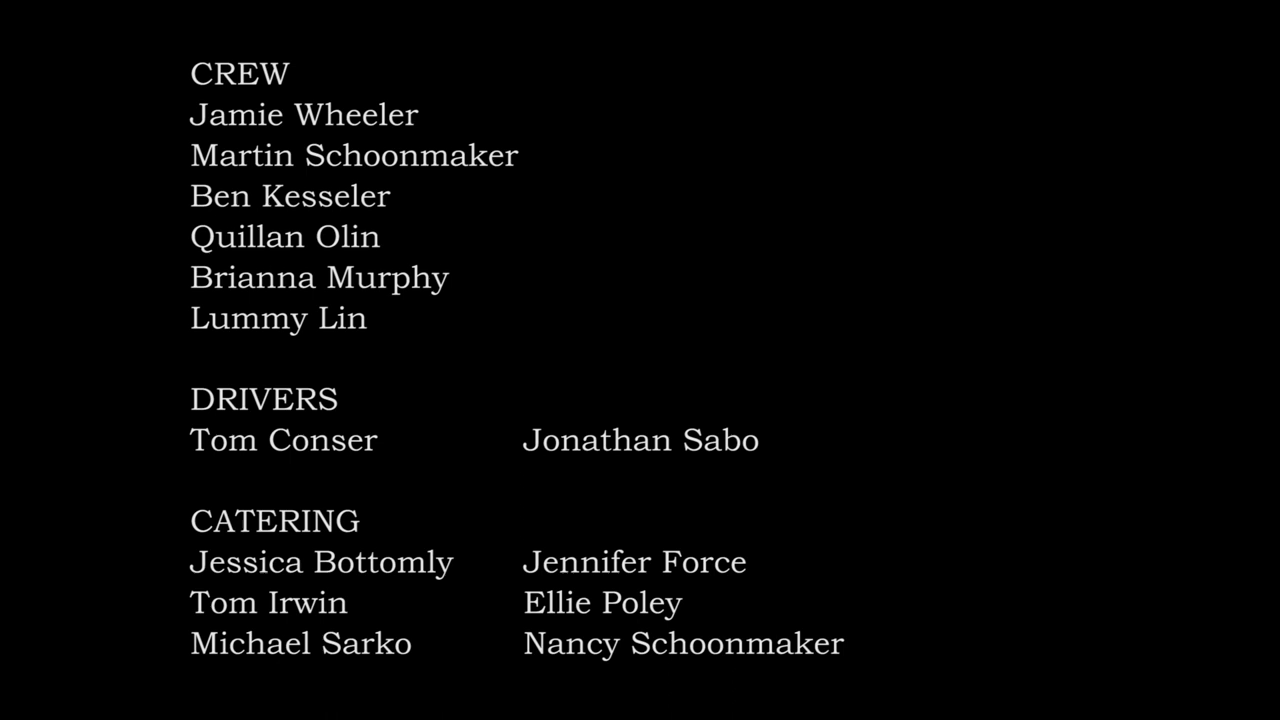 CREW
Jamie Wheeler
Martin Schoonmaker
Ben Kesseler
Quillan Olin
Brianna Murphy
Lummy Lin
DRIVERS
Tom Conser Jonathan Sabo
CATERING
Jessica Bottomly Jennifer Force
Tom Irwin Ellie Poley
Michael Sarko Nancy Schoonmaker